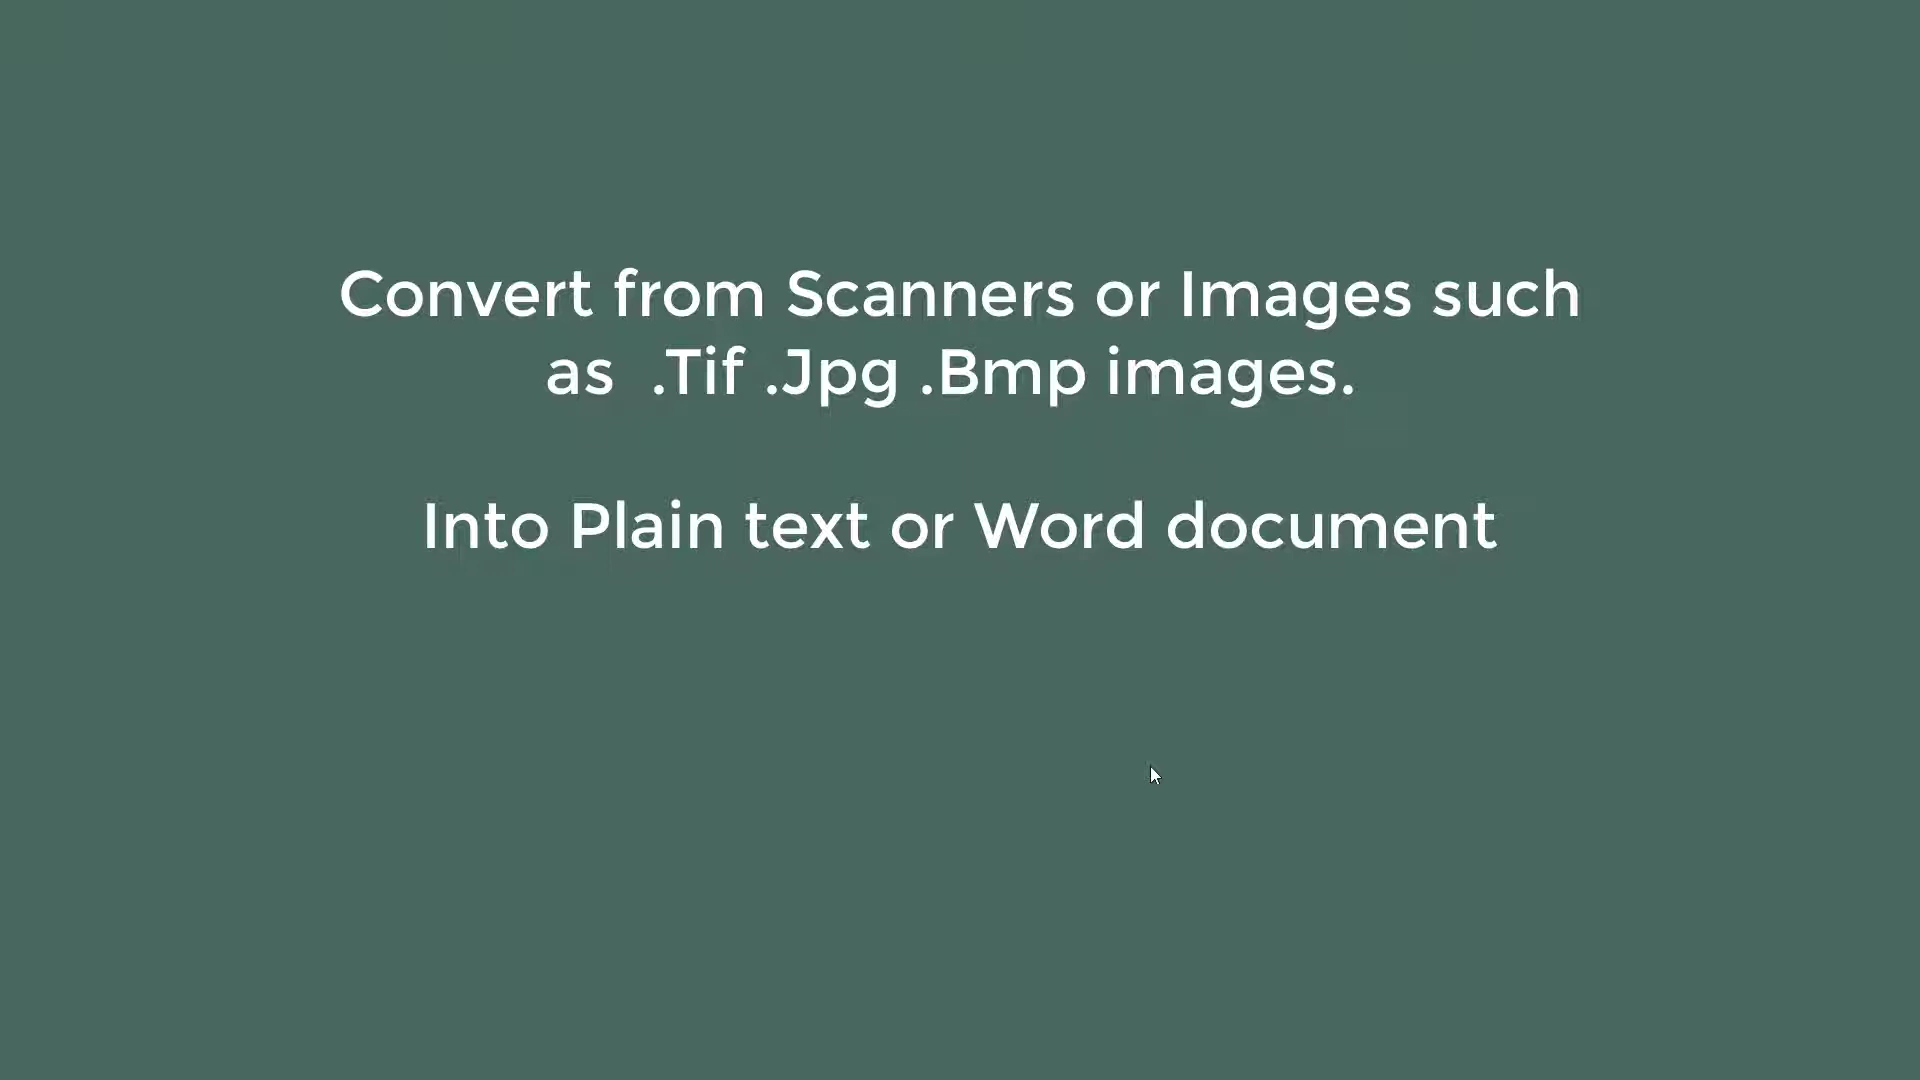 Convert from Scanners or Images such
as  .Tif .Jpg .Bmp images.
Into Plain text or Word document